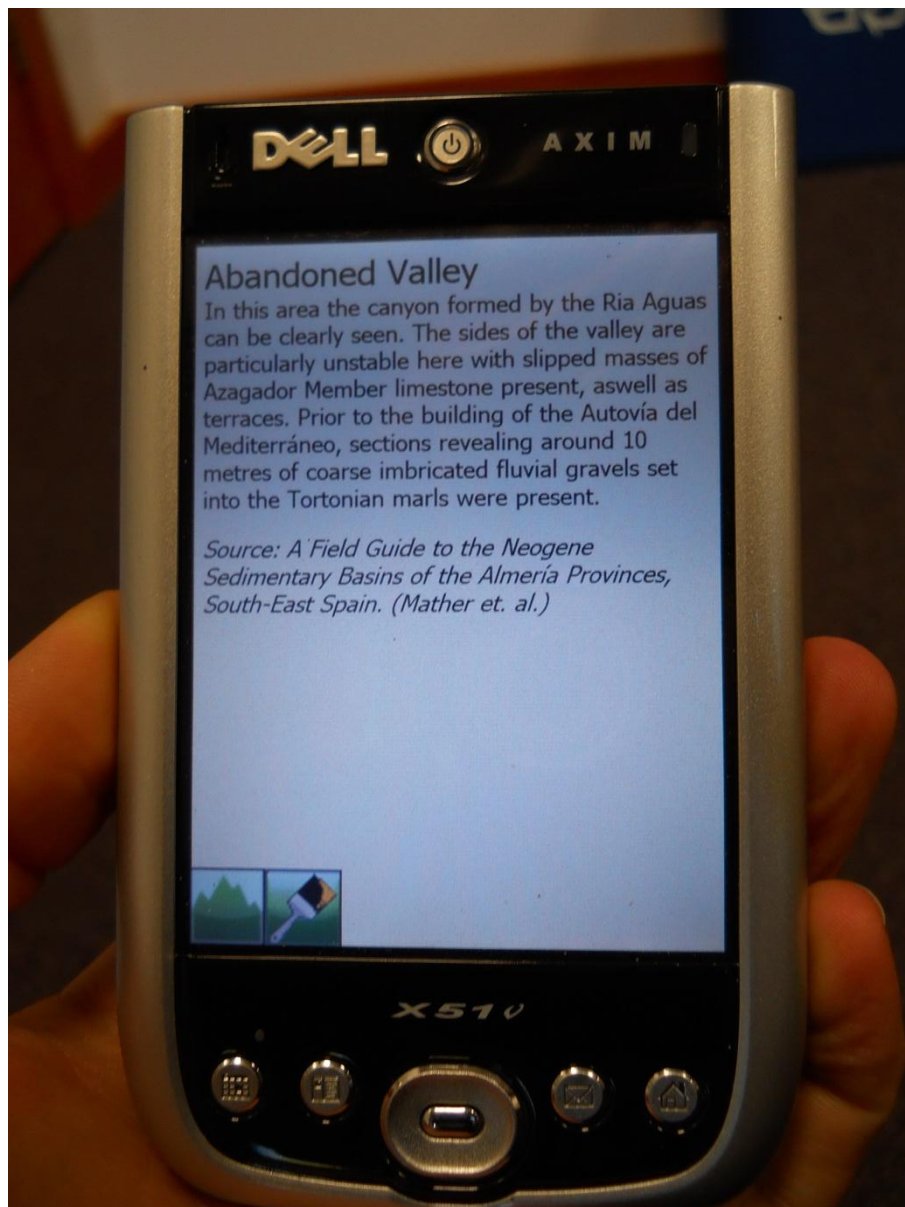 DELL AXIM
Abandoned Valley
In this area the canyon formed by the Ria Aguas
can be clearly seen. The sides of the valley are
particularly unstable here with slipped masses of
Azagador Member limestone present, aswell as
terraces. Prior to the building of the Autovía del
Mediterráneo, sections revealing around 10
metres of coarse imbricated fluvial gravels set
into the Tortonian marls were present.
Source: A Field Guide to the Neogene
Sedimentary Basins of the Almería Provinces,
South-East Spain. (Mather et. al.)
X51v